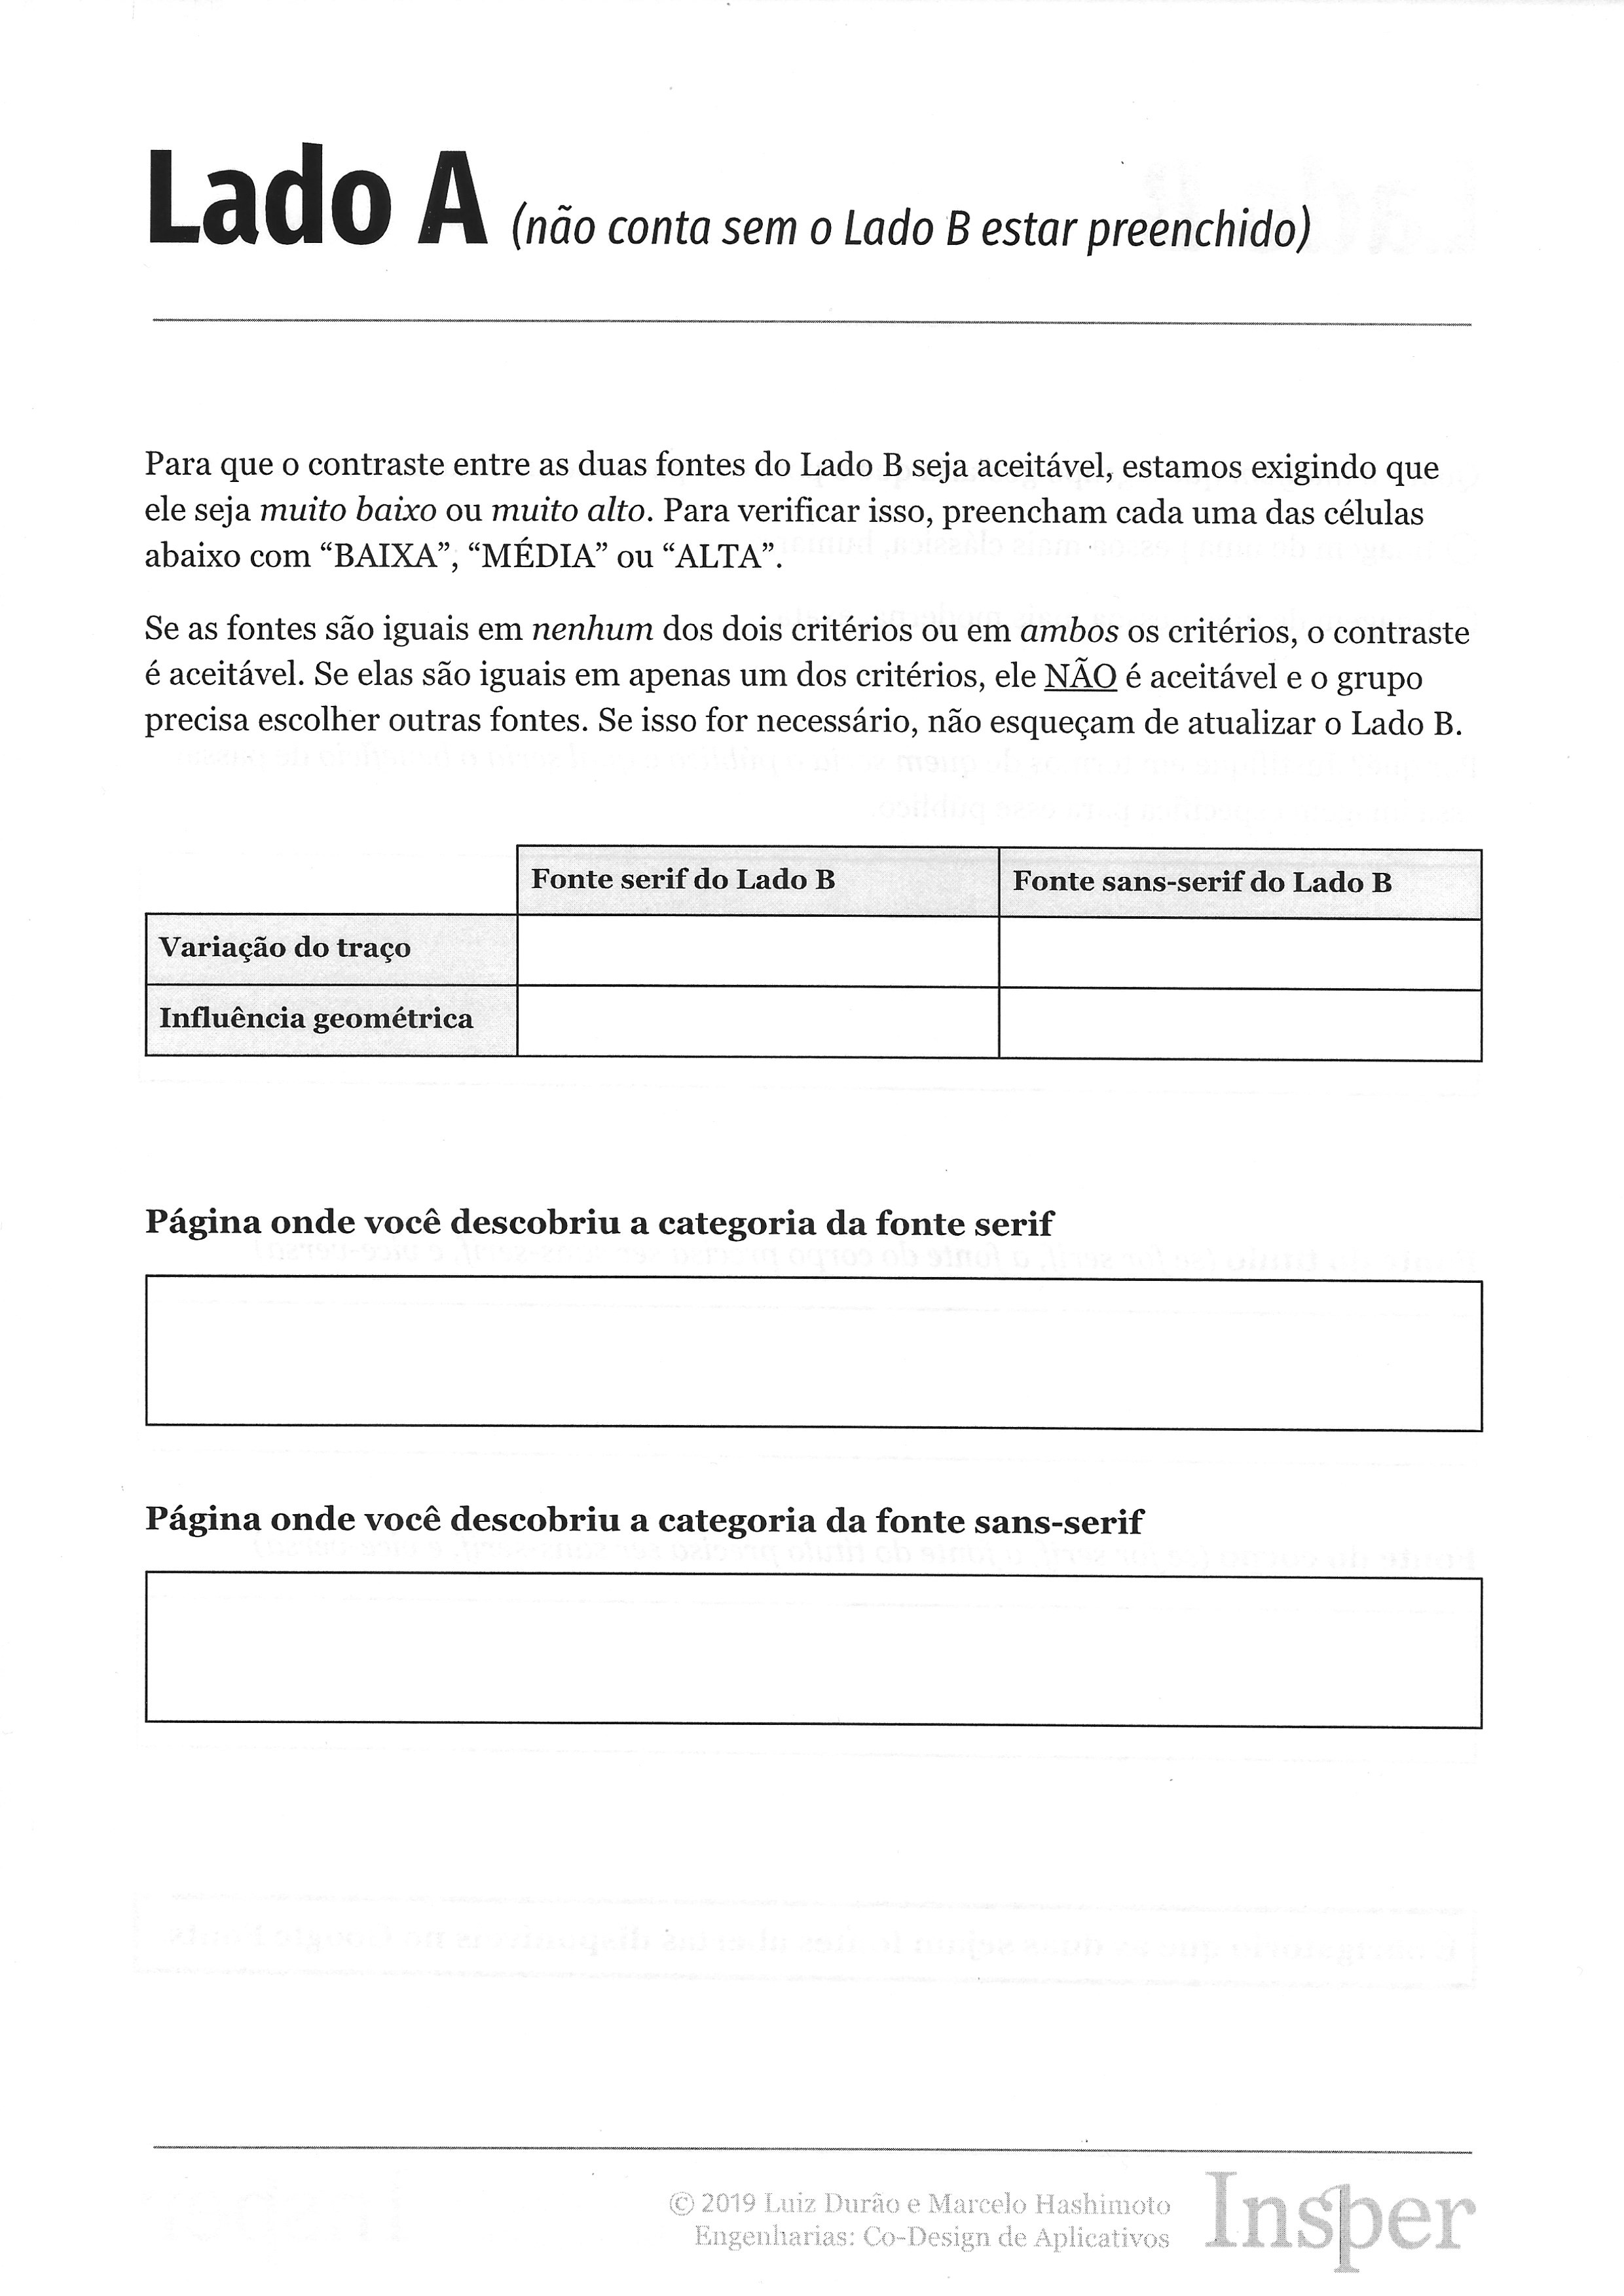 Lado A (não conta sem o Lado B estar preenchido)
Para que o contraste entre as duas fontes do Lado B seja aceitável, estamos exigindo que
ele seja muito baixo ou muito alto. Para verificar isso, preencham cada uma das células
abaixo com “BAIXA”, “MÉDIA” ou “ALTA”.
Se as fontes são iguais em nenhum dos dois critérios ou em ambos os critérios, o contraste
é aceitável. Se elas são iguais em apenas um dos critérios, ele NÃO é aceitável e o grupo
precisa escolher outras fontes. Se isso for necessário, não esqueçam de atualizar o Lado B.
Fonte serif do Lado B Fonte sans-serif do Lado B
Variação do traço
Influência geométrica
Página onde você descobriu a categoria da fonte serif
Página onde você descobriu a categoria da fonte sans-serif
© 2019 Luiz Durão e Marcelo Hashimoto
Engenharias: Co-Design de Aplicativos
Insper